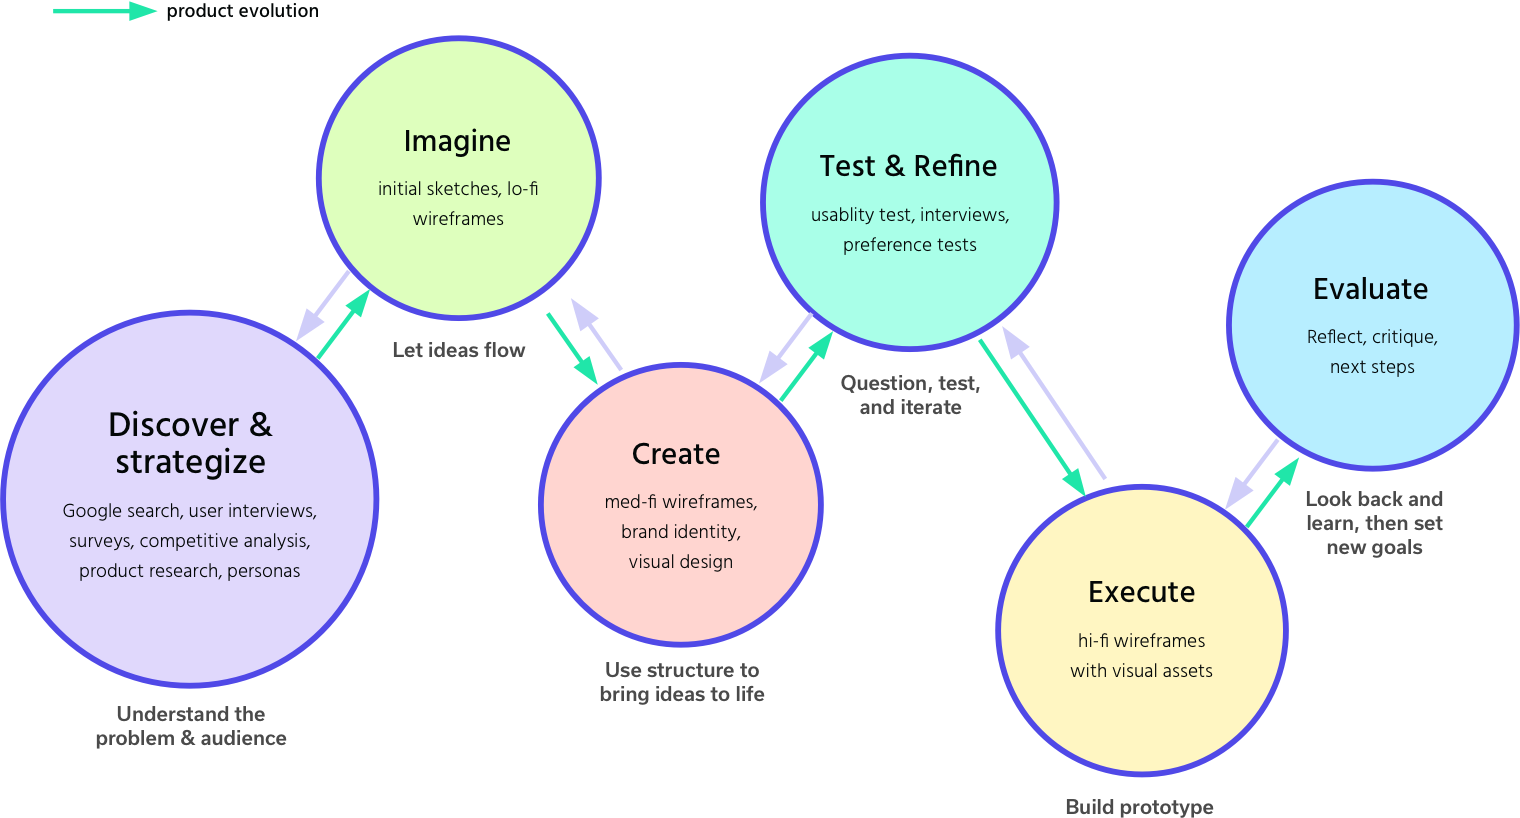 product evolution
Imagine
initial sketches, lo-fi
wireframes
Let ideas flow
Test & Refine
usablity test, interviews,
preference tests
Question, test,
and iterate
Evaluate
Reflect, critique,
next steps
Look back and
learn, then set
new goals
Discover &
strategize
Google search, user interviews,
surveys, competitive analysis,
product research, personas
Understand the
problem & audience
Create
med-fi wireframes,
brand identity,
visual design
Use structure to
bring ideas to life
Execute
hi-fi wireframes
with visual assets
Build prototype